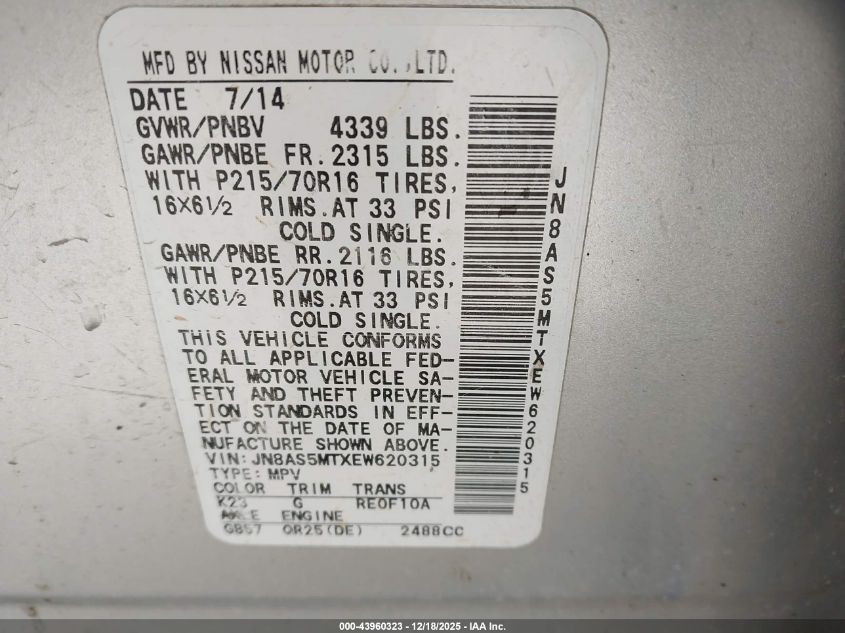 MFD BY NISSAN MOTOR CO.,LTD.
DATE 7/14
GVWR/PNBV 4339 LBS.
GAWR/PNBE FR. 2315 LBS.
WITH P215/70R16 TIRES,
16X6½ RIMS. AT 33 PSI
COLD SINGLE.
GAWR/PNBE RR. 2116 LBS.
WITH P215/70R16 TIRES,
16X6½ RIMS. AT 33 PSI
COLD SINGLE.
THIS VEHICLE CONFORMS
TO ALL APPLICABLE FED-
ERAL MOTOR VEHICLE SA-
FETY AND THEFT PREVEN-
TION STANDARDS IN EFF-
ECT ON THE DATE OF MA-
NUFACTURE SHOWN ABOVE.
VIN: JN8AS5MTXEW620315
TYPE: MPV
COLOR TRIM TRANS
K23 G RE0F10A
AXLE ENGINE
GB57 QR25(DE) 2488CC
JN8AS5MTXEW620315
000-43960323 – 12/18/2025 – IAA Inc.